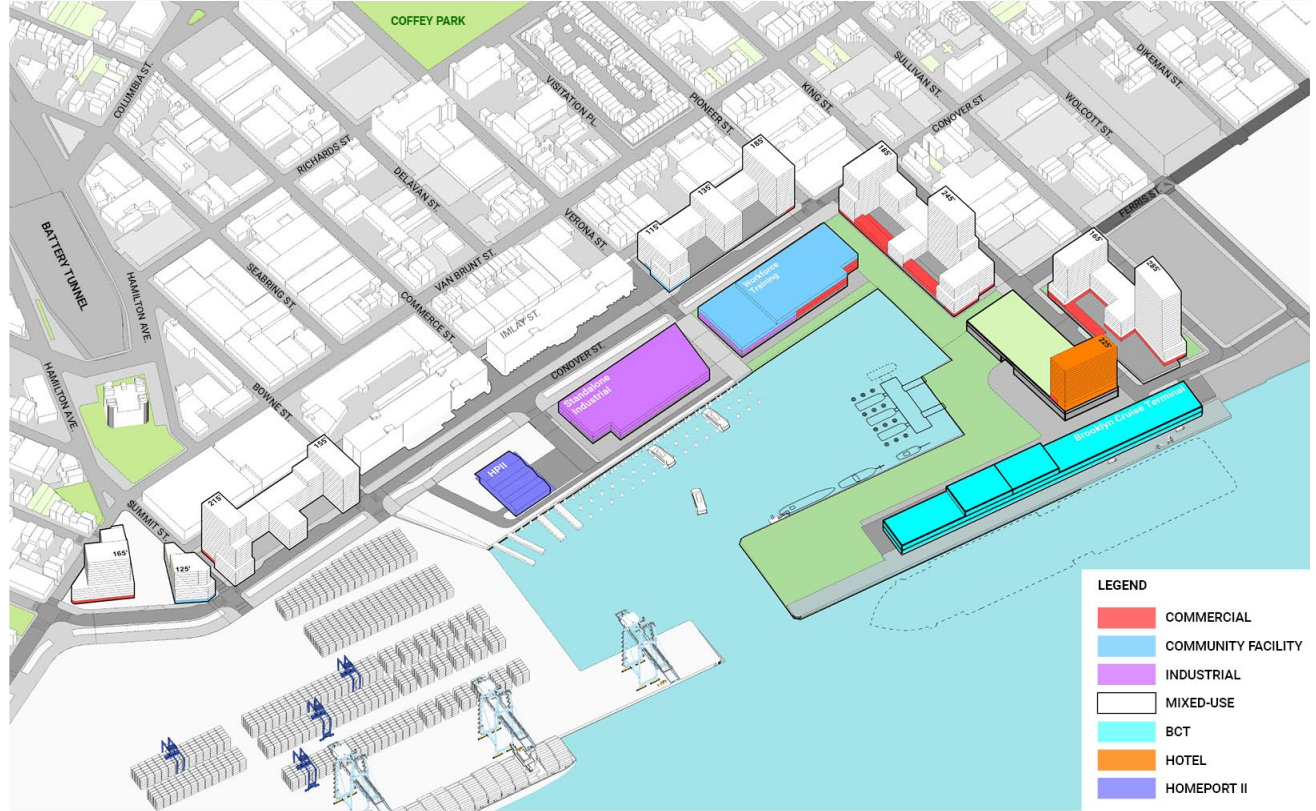 COFFEY PARK
COLUMBIA ST.
VISITATION PL.
PIONEER ST.
KING ST.
SULLIVAN ST.
CONOVER ST.
WOLCOTT ST.
DIKEMAN ST.
RICHARDS ST.
DELAVAN ST.
VERONA ST.
VAN BRUNT ST.
SEABRING ST.
COMMERCE ST.
IMLAY ST.
CONOVER ST.
FERRIS ST.
BATTERY TUNNEL
HAMILTON AVE.
HAMILTON AVE.
BOWNE ST.
SUMMIT ST.
115'
135'
185'
185'
245'
165'
285'
225'
155'
215'
165'
125'
Workforce
Training
Standalone
Industrial
HPII
Brooklyn Cruise Terminal
LEGEND
COMMERCIAL
COMMUNITY FACILITY
INDUSTRIAL
MIXED-USE
BCT
HOTEL
HOMEPORT II